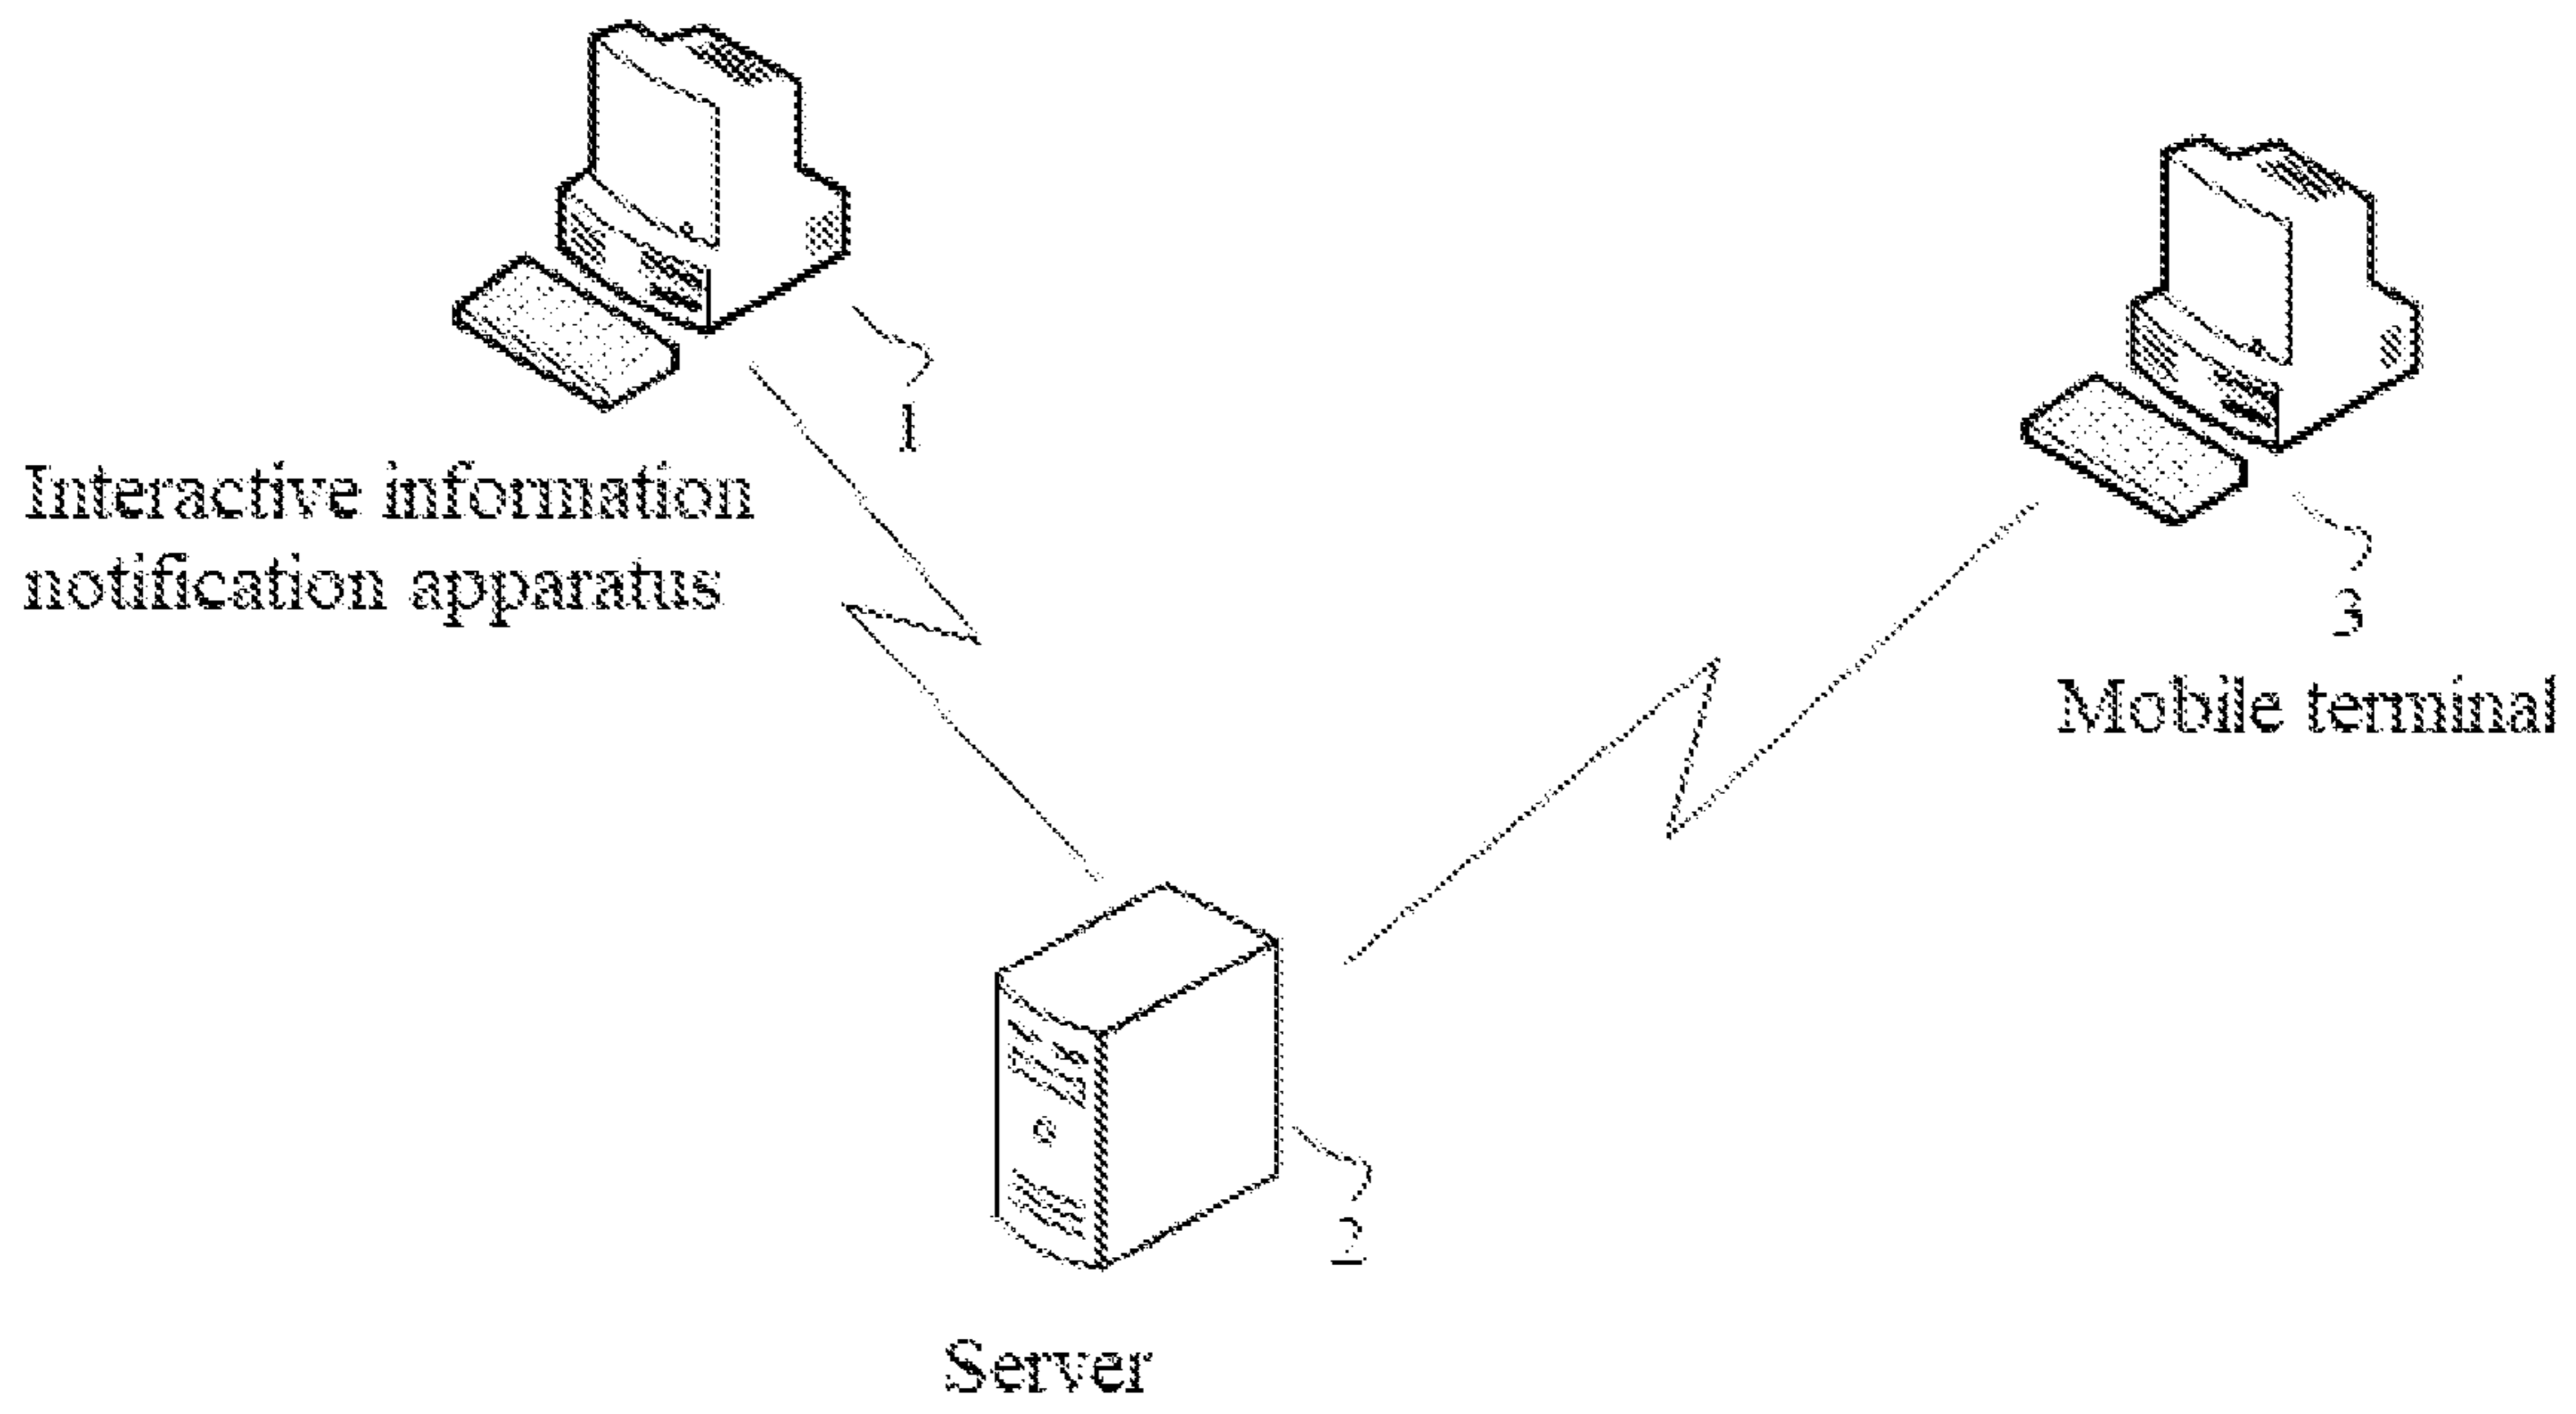 1
Interactive information
notification apparatus
3
Mobile terminal
2
Server